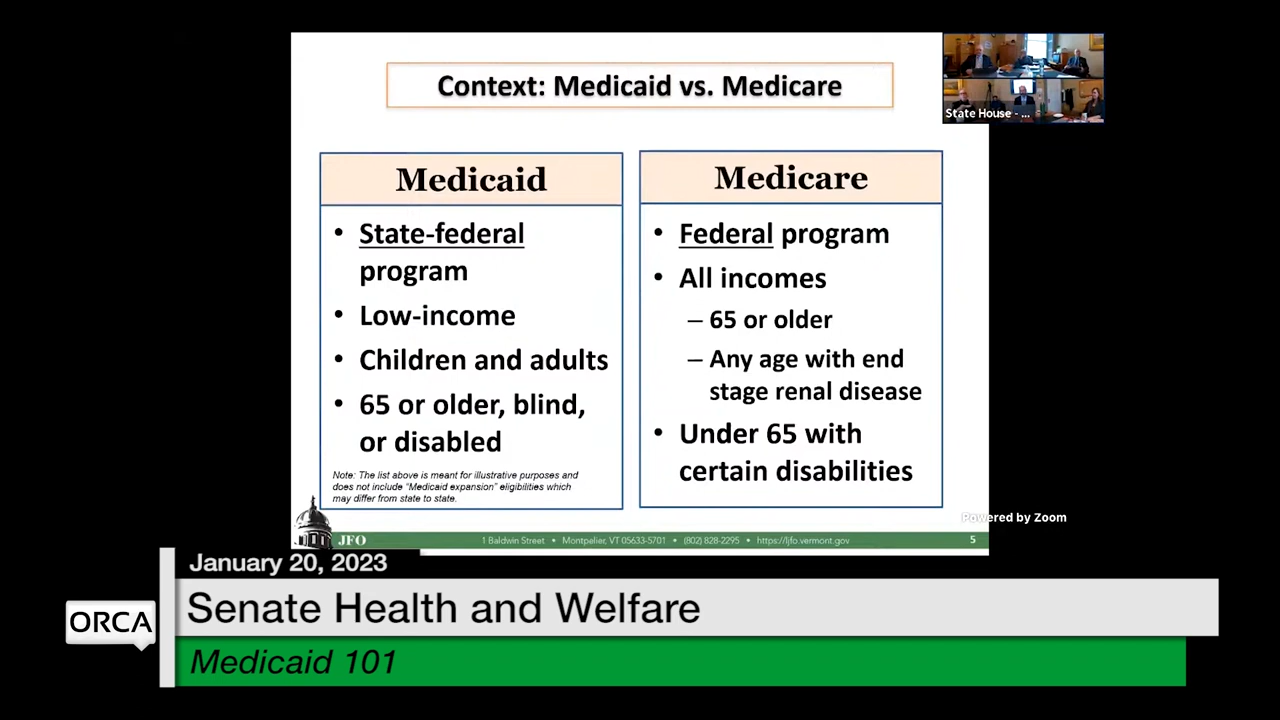 Context: Medicaid vs. Medicare
State House - ...
Medicaid
• State-federal
program
• Low-income
• Children and adults
• 65 or older, blind,
or disabled
Note: The list above is meant for illustrative purposes and
does not include "Medicaid expansion" eligibilities which
may differ from state to state.
Medicare
• Federal program
• All incomes
– 65 or older
– Any age with end
stage renal disease
• Under 65 with
certain disabilities
Powered by Zoom
JFO
1 Baldwin Street • Montpelier, VT 05633-5701 • (802) 828-2295 • https://ljfo.vermont.gov
5
January 20, 2023
ORCA
Senate Health and Welfare
Medicaid 101